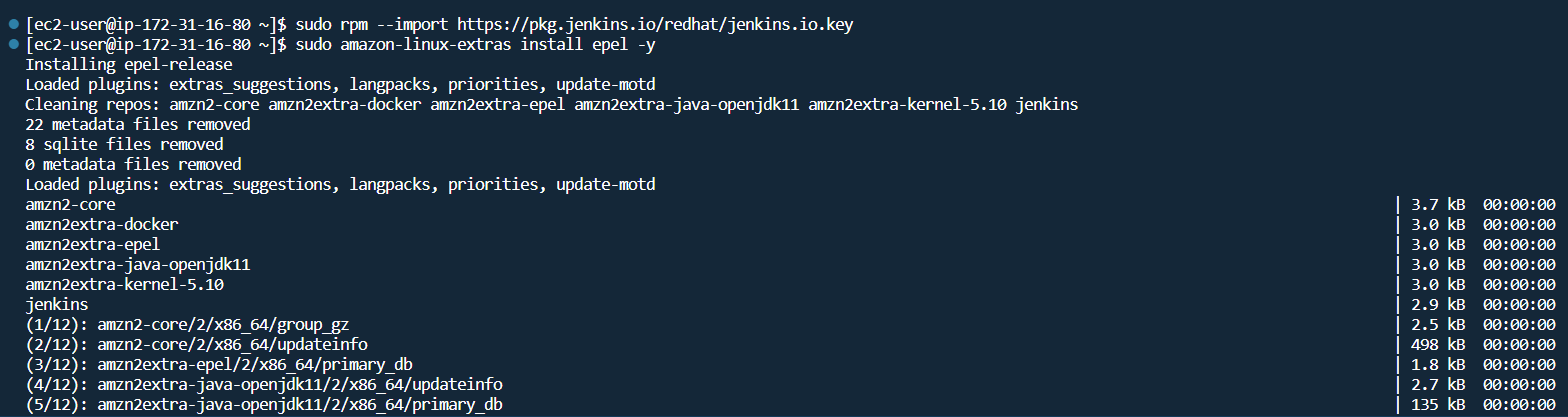 [ec2-user@ip-172-31-16-80 ~]$ sudo rpm --import https://pkg.jenkins.io/redhat/jenkins.io.key
[ec2-user@ip-172-31-16-80 ~]$ sudo amazon-linux-extras install epel -y
Installing epel-release
Loaded plugins: extras_suggestions, langpacks, priorities, update-motd
Cleaning repos: amzn2-core amzn2extra-docker amzn2extra-epel amzn2extra-java-openjdk11 amzn2extra-kernel-5.10 jenkins
22 metadata files removed
8 sqlite files removed
0 metadata files removed
Loaded plugins: extras_suggestions, langpacks, priorities, update-motd
amzn2-core | 3.7 kB 00:00:00
amzn2extra-docker | 3.0 kB 00:00:00
amzn2extra-epel | 3.0 kB 00:00:00
amzn2extra-java-openjdk11 | 3.0 kB 00:00:00
amzn2extra-kernel-5.10 | 3.0 kB 00:00:00
jenkins | 2.9 kB 00:00:00
(1/12): amzn2-core/2/x86_64/group_gz | 2.5 kB 00:00:00
(2/12): amzn2-core/2/x86_64/updateinfo | 498 kB 00:00:00
(3/12): amzn2extra-epel/2/x86_64/primary_db | 1.8 kB 00:00:00
(4/12): amzn2extra-java-openjdk11/2/x86_64/updateinfo | 2.7 kB 00:00:00
(5/12): amzn2extra-java-openjdk11/2/x86_64/primary_db | 135 kB 00:00:00